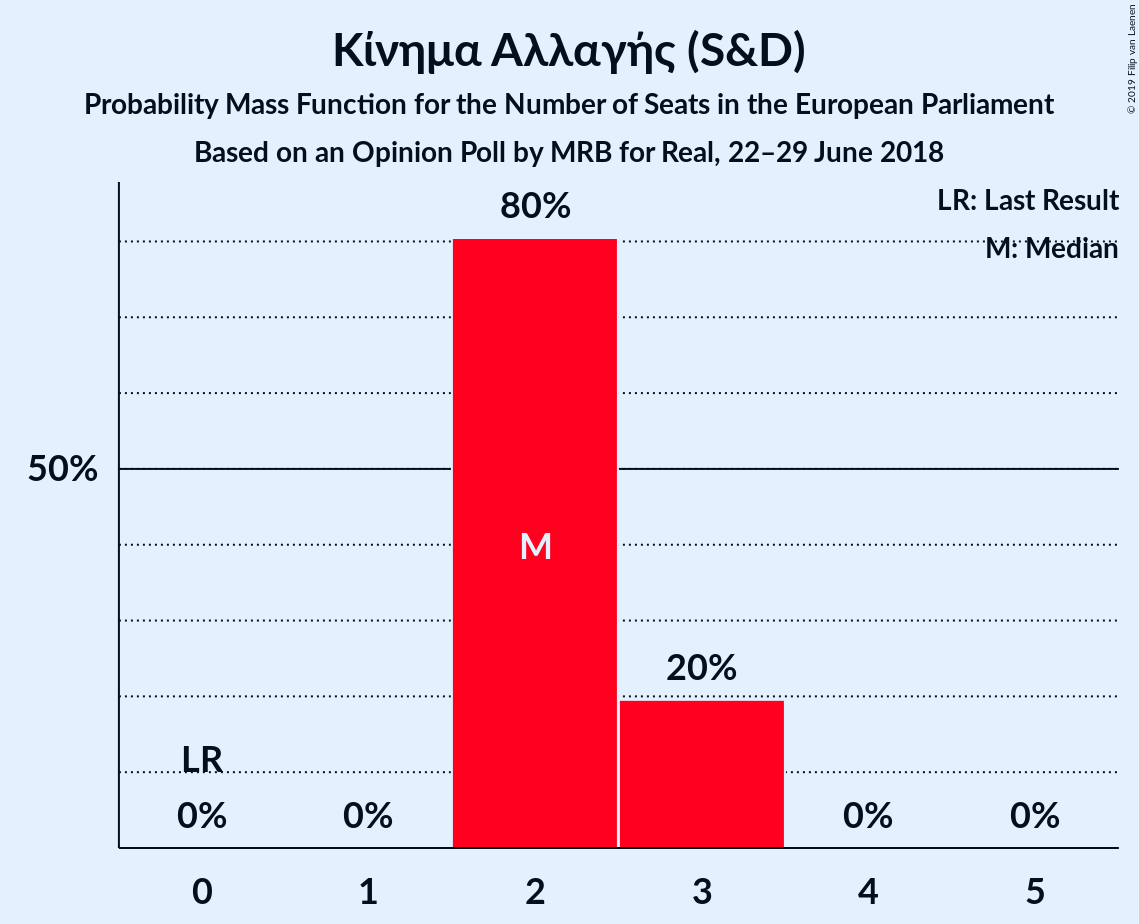 Κίνημα Αλλαγής (S&D)
Probability Mass Function for the Number of Seats in the European Parliament
Based on an Opinion Poll by MRB for Real, 22–29 June 2018
© 2019 Filip van Laenen
LR: Last Result
M: Median
80%
50%
M
20%
LR
0% 0% 0% 0%
0 1 2 3 4 5